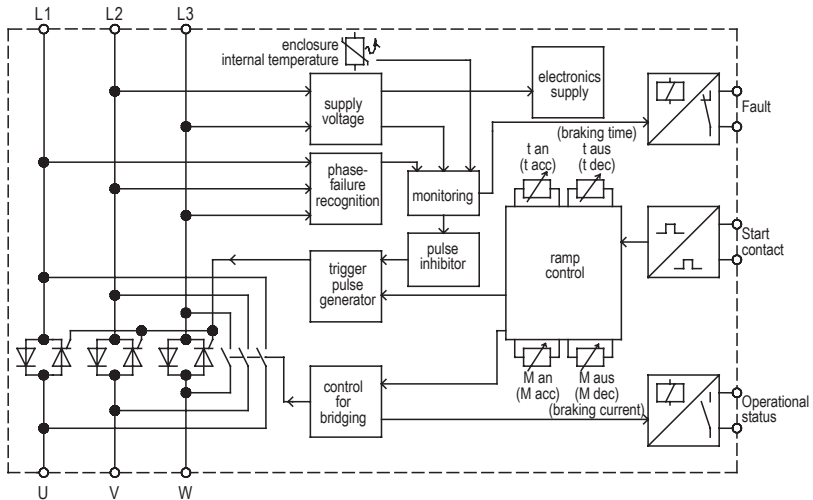 L1
L2
L3
enclosure
internal temperature
electronics
supply
supply
voltage
Fault
(braking time)
t an
(t acc)
t aus
(t dec)
phase-
failure
recognition
monitoring
Start
contact
pulse
inhibitor
ramp
control
trigger
pulse
generator
M an
(M acc)
M aus
(M dec)
(braking current)
control
for
bridging
Operational
status
U
V
W